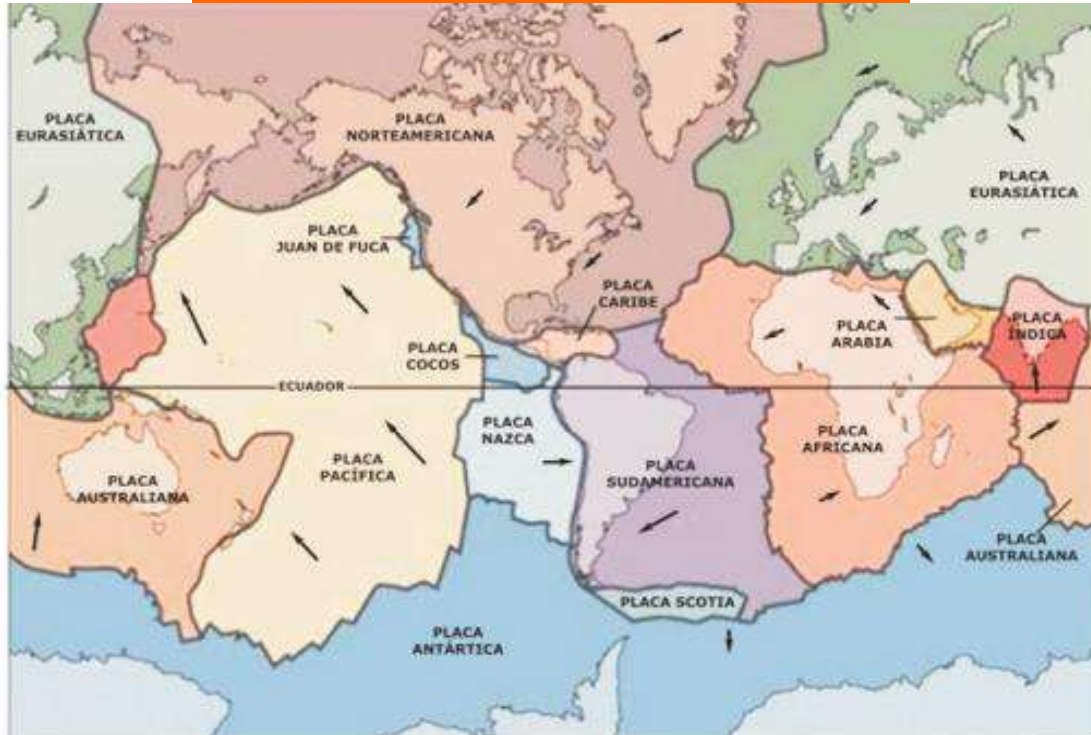 PLACA
EURASIÁTICA
PLACA
NORTEAMERICANA
PLACA
EURASIÁTICA
PLACA
JUAN DE FUCA
PLACA
CARIBE
PLACA
ARABIA
PLACA
ÍNDICA
PLACA
COCOS
ECUADOR
PLACA
NAZCA
PLACA
AFRICANA
PLACA
PACÍFICA
PLACA
SUDAMERICANA
PLACA
AUSTRALIANA
PLACA
AUSTRALIANA
PLACA SCOTIA
PLACA
ANTÁRTICA